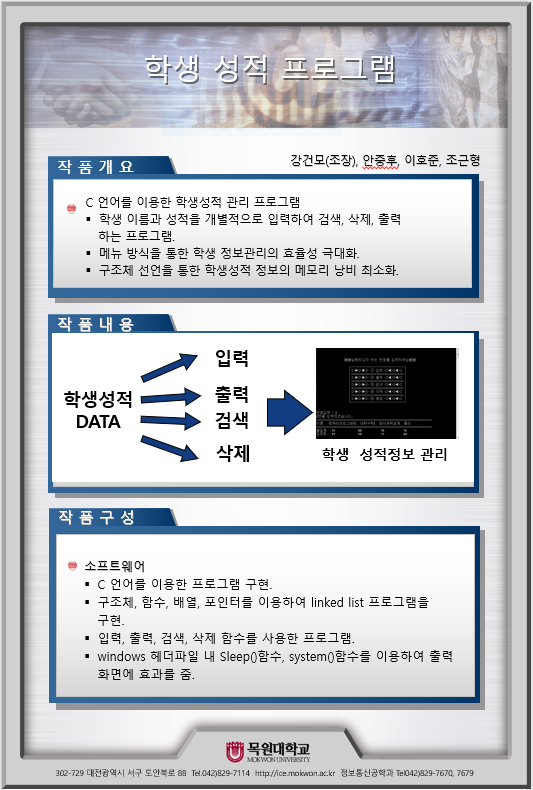 학생 성적 프로그램
강건모(조장), 안중후, 이호준, 조근형
작 품 개 요
C 언어를 이용한 학생성적 관리 프로그램
▪ 학생 이름과 성적을 개별적으로 입력하여 검색, 삭제, 출력
하는 프로그램.
▪ 메뉴 방식을 통한 학생 정보관리의 효율성 극대화.
▪ 구조체 선언을 통한 학생성적 정보의 메모리 낭비 최소화.
작 품 내 용
학생성적
DATA
입력
출력
검색
삭제
학생 성적정보 관리
작 품 구 성
소프트웨어
▪ C 언어를 이용한 프로그램 구현.
▪ 구조체, 함수, 배열, 포인터를 이용하여 linked list 프로그램을
구현.
▪ 입력, 출력, 검색, 삭제 함수를 사용한 프로그램.
▪ windows 헤더파일 내 Sleep()함수, system()함수를 이용하여 출력
화면에 효과를 줌.
목원대학교
MOKWON UNIVERSITY
302-729 대전광역시 서구 도안북로 88 Tel.042)829-7114 http://ice.mokwon.ac.kr 정보통신공학과 Tel042)829-7670, 7679